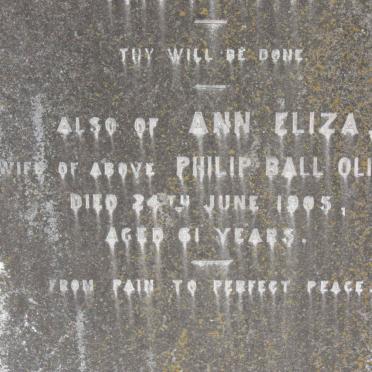 THY WILL BE DONE
ALSO OF ANN ELIZA,
WIFE OF ABOVE PHILIP BALL OLI
DIED 24TH JUNE 1905,
AGED 61 YEARS.
FROM PAIN TO PERFECT PEACE.